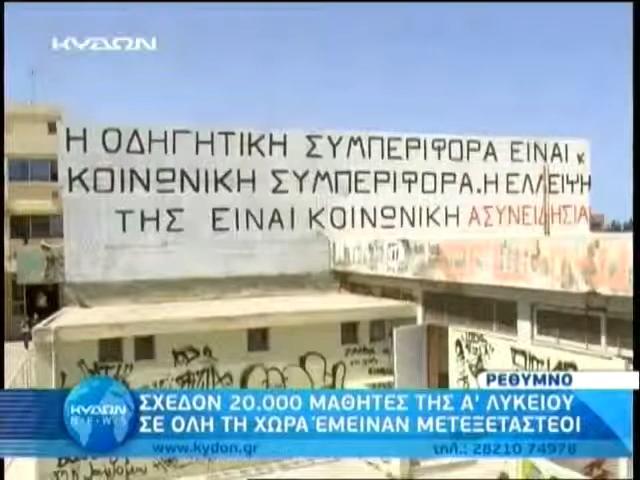 ΚΥΔΩΝ
Η ΟΔΗΓΗΤΙΚΗ ΣΥΜΠΕΡΙΦΟΡΑ ΕΙΝΑΙ κ
ΚΟΙΝΩΝΙΚΗ ΣΥΜΠΕΡΙΦΟΡΑ.Η ΕΛΛΕΙΨΗ
ΤΗΣ ΕΙΝΑΙ ΚΟΙΝΩΝΙΚΗ ΑΣΥΝΕΙΔΗΣΙΑ
ΡΕΘΥΜΝΟ
ΚΥΔΩΝ
NEWS
ΣΧΕΔΟΝ 20.000 ΜΑΘΗΤΕΣ ΤΗΣ Α' ΛΥΚΕΙΟΥ
ΣΕ ΟΛΗ ΤΗ ΧΩΡΑ ΈΜΕΙΝΑΝ ΜΕΤΕΞΕΤΑΣΤΕΟΙ
www.kydon.gr
τηλ.: 28210 74978